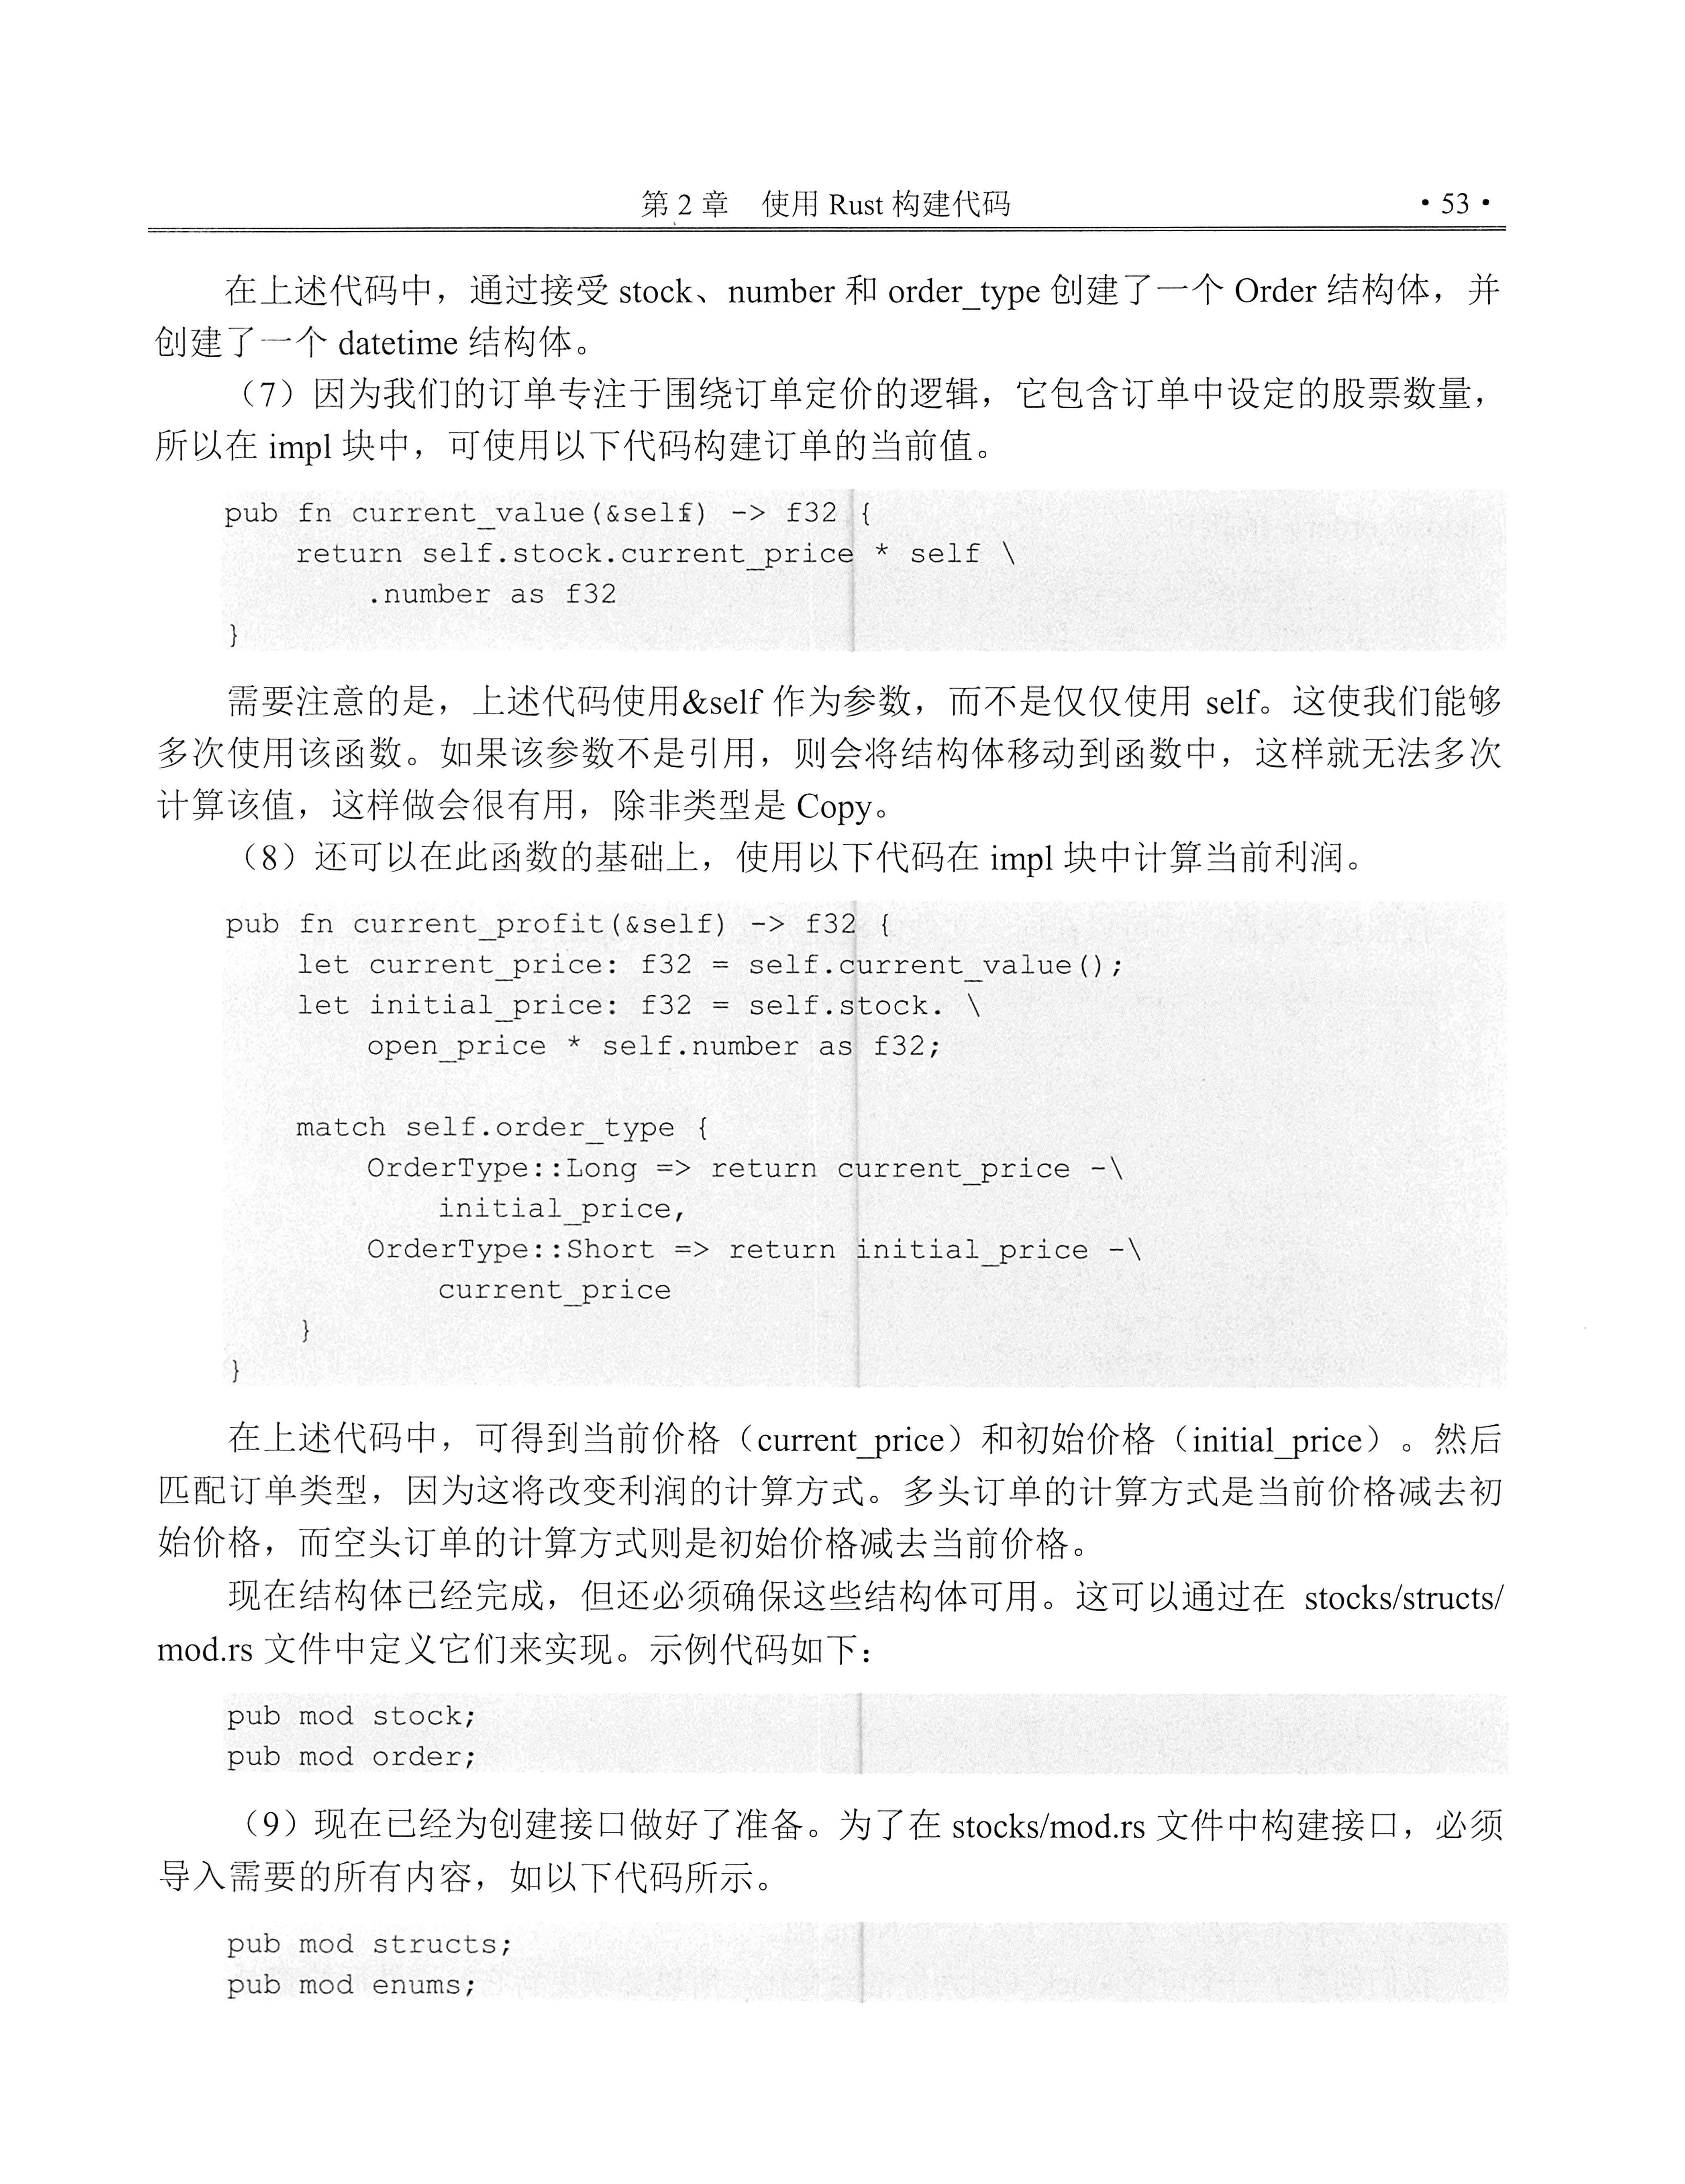 第 2 章　使用 Rust 构建代码　·53·
在上述代码中，通过接受 stock、number 和 order_type 创建了一个 Order 结构体，并
创建了一个 datetime 结构体。
（7）因为我们的订单专注于围绕订单定价的逻辑，它包含订单中设定的股票数量，
所以在 impl 块中，可使用以下代码构建订单的当前值。
pub fn current_value(&self) -> f32 {
    return self.stock.current_price * self \
        .number as f32
}
需要注意的是，上述代码使用&self 作为参数，而不是仅仅使用 self。这使我们能够
多次使用该函数。如果该参数不是引用，则会将结构体移动到函数中，这样就无法多次
计算该值，这样做会很有用，除非类型是 Copy。
（8）还可以在此函数的基础上，使用以下代码在 impl 块中计算当前利润。
pub fn current_profit(&self) -> f32 {
    let current_price: f32 = self.current_value();
    let initial_price: f32 = self.stock. \
        open_price * self.number as f32;
    match self.order_type {
        OrderType::Long => return current_price -\
            initial_price,
        OrderType::Short => return initial_price -\
            current_price
    }
}
在上述代码中，可得到当前价格（current_price）和初始价格（initial_price）。然后
匹配订单类型，因为这将改变利润的计算方式。多头订单的计算方式是当前价格减去初
始价格，而空头订单的计算方式则是初始价格减去当前价格。
现在结构体已经完成，但还必须确保这些结构体可用。这可以通过在 stocks/structs/
mod.rs 文件中定义它们来实现。示例代码如下：
pub mod stock;
pub mod order;
（9）现在已经为创建接口做好了准备。为了在 stocks/mod.rs 文件中构建接口，必须
导入需要的所有内容，如以下代码所示。
pub mod structs;
pub mod enums;